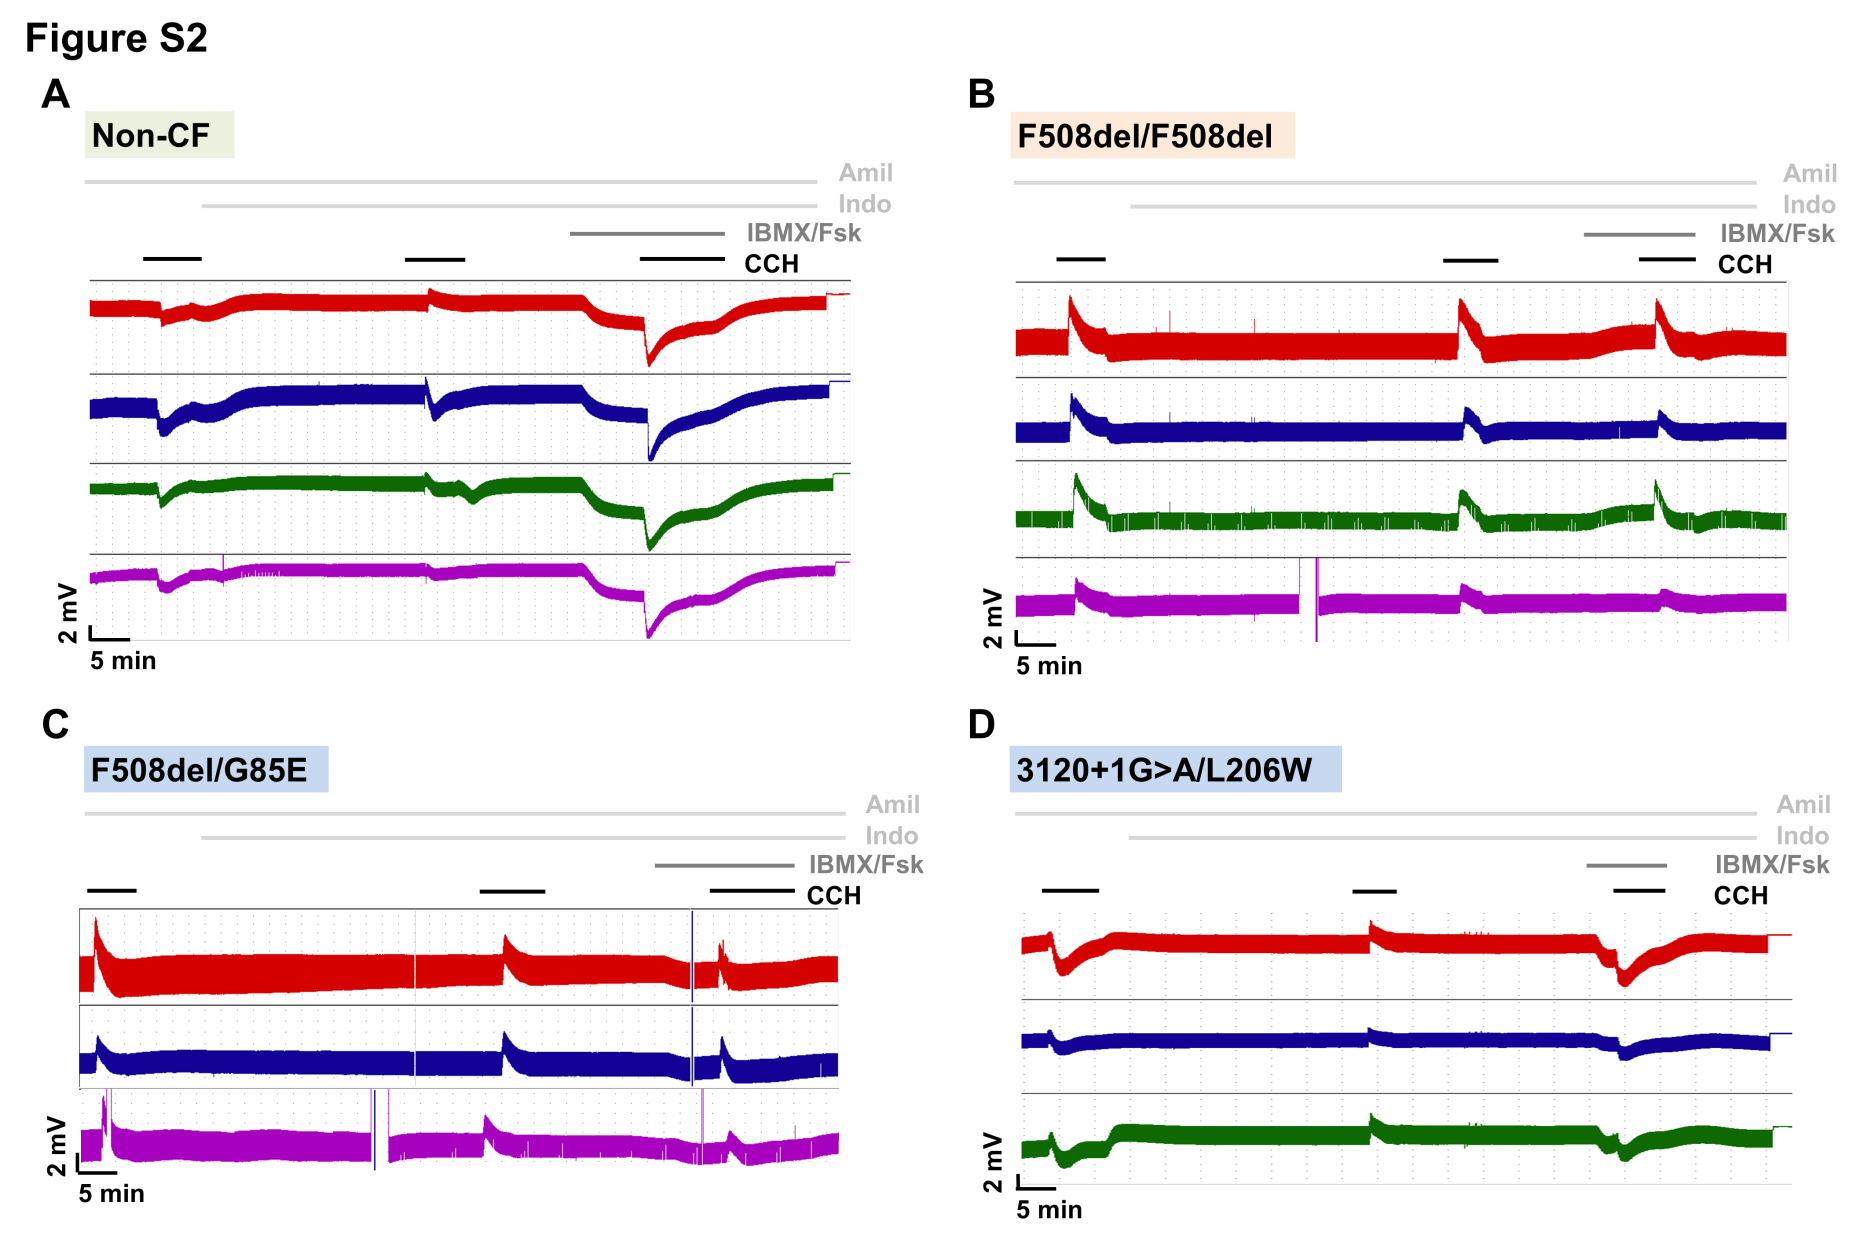 Figure S2
A
Non-CF
Amil
Indo
IBMX/Fsk
CCH
2 mV
5 min
B
F508del/F508del
Amil
Indo
IBMX/Fsk
CCH
2 mV
5 min
C
F508del/G85E
Amil
Indo
IBMX/Fsk
CCH
2 mV
5 min
D
3120+1G>A/L206W
Amil
Indo
IBMX/Fsk
CCH
2 mV
5 min